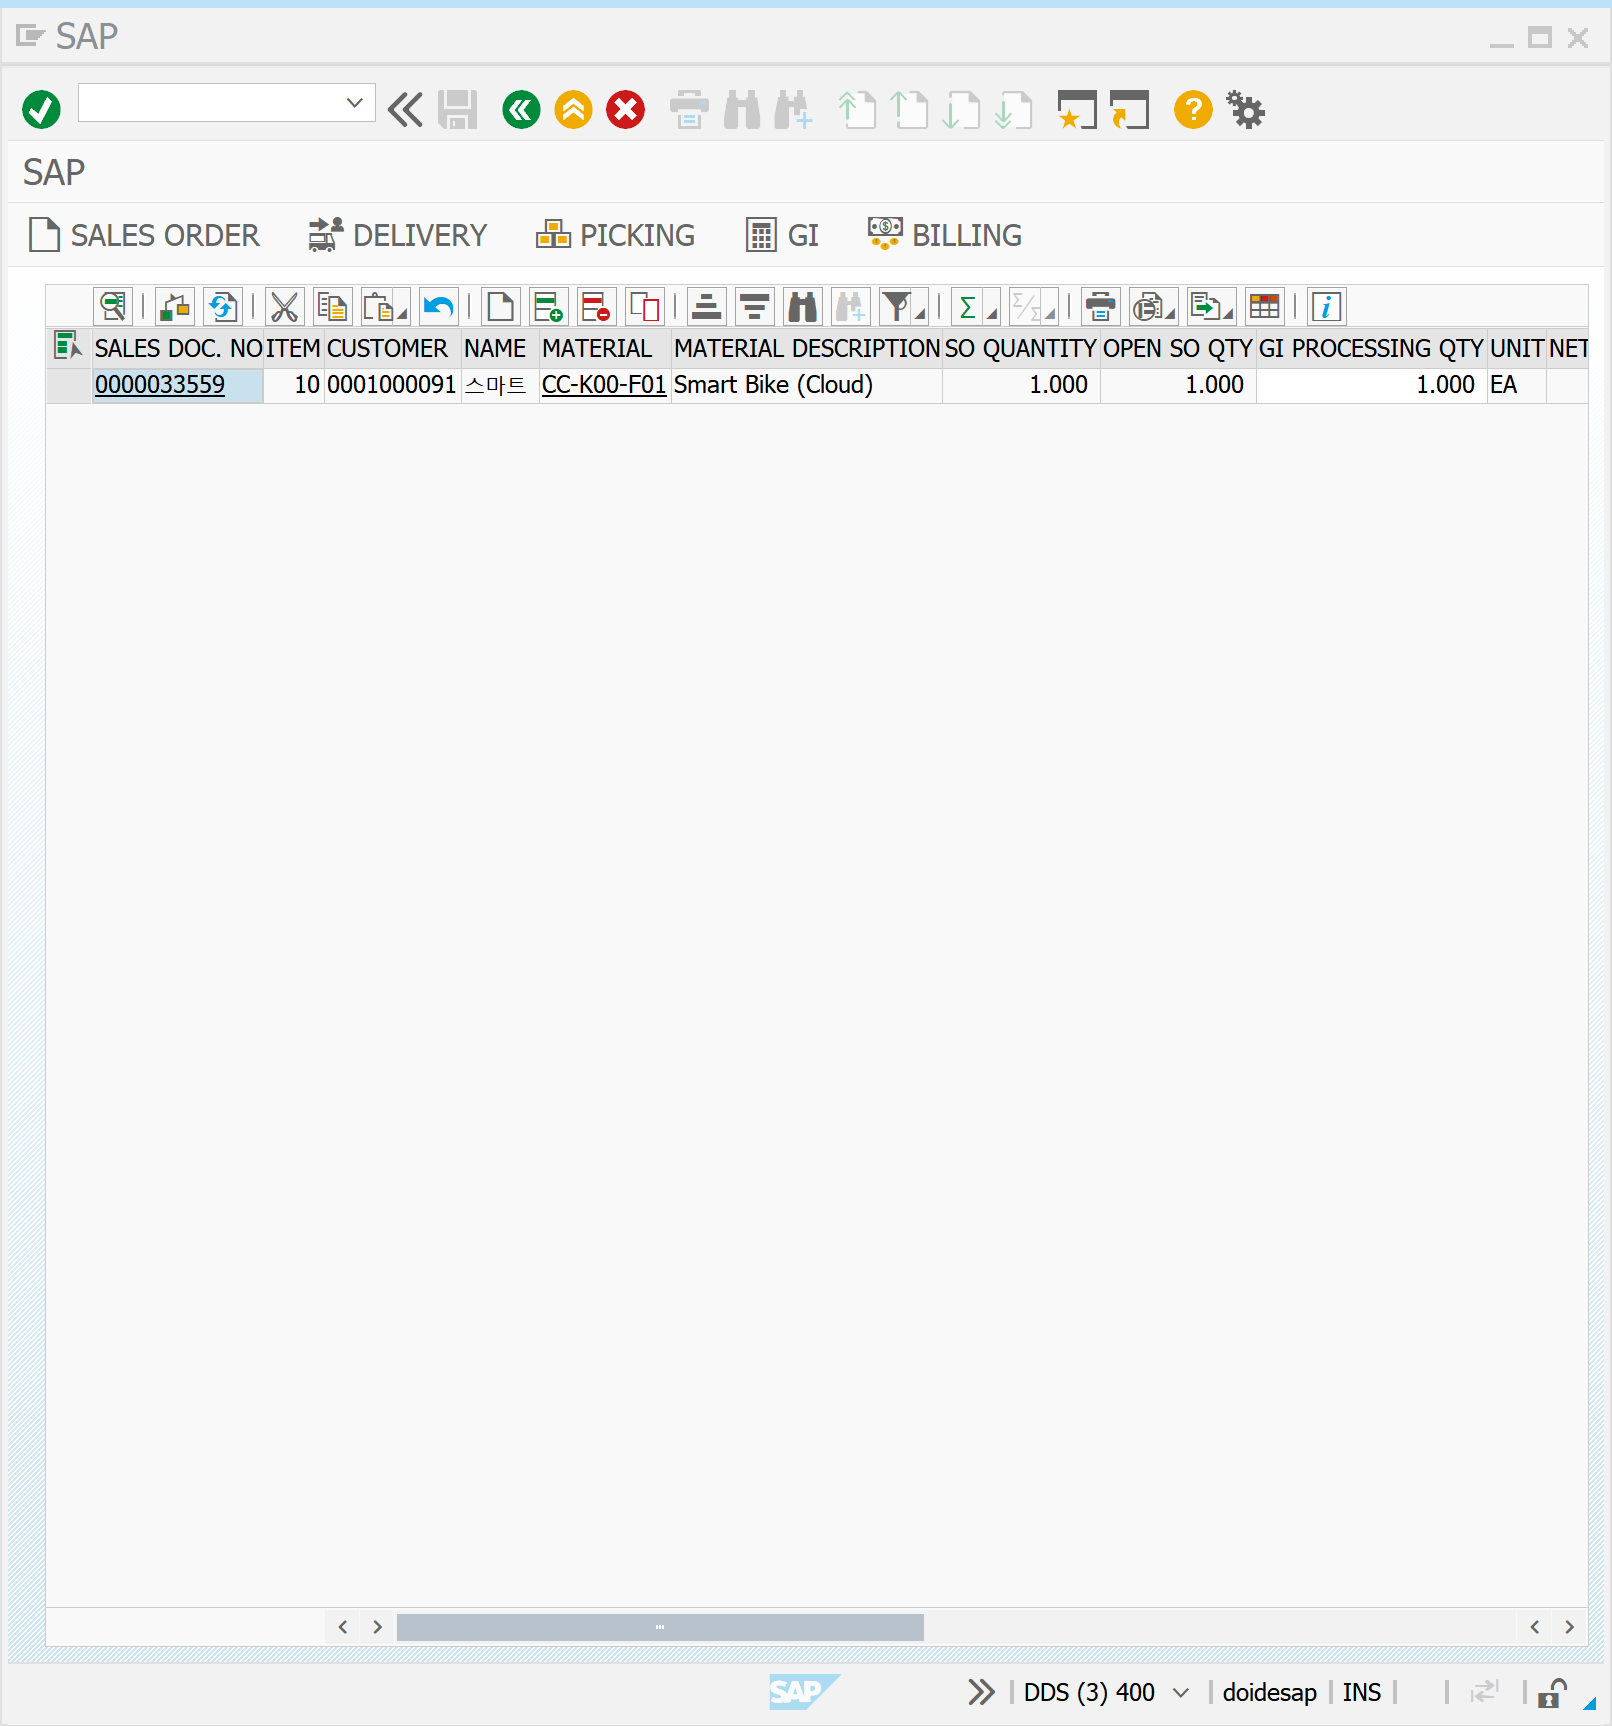 SAP
SAP
SALES ORDER DELIVERY PICKING GI BILLING
SALES DOC. NO ITEM CUSTOMER NAME MATERIAL MATERIAL DESCRIPTION SO QUANTITY OPEN SO QTY GI PROCESSING QTY UNIT NET
0000033559 10 0001000091 스마트 CC-K00-F01 Smart Bike (Cloud) 1.000 1.000 1.000 EA
SAP DDS (3) 400 doidesap INS